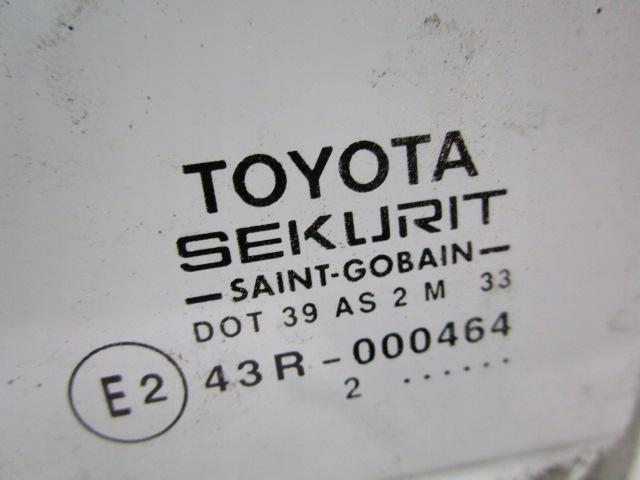 TOYOTA
SEKURIT
—SAINT-GOBAIN—
DOT 39 AS 2 M 33
E2 43R-000464
2 ......